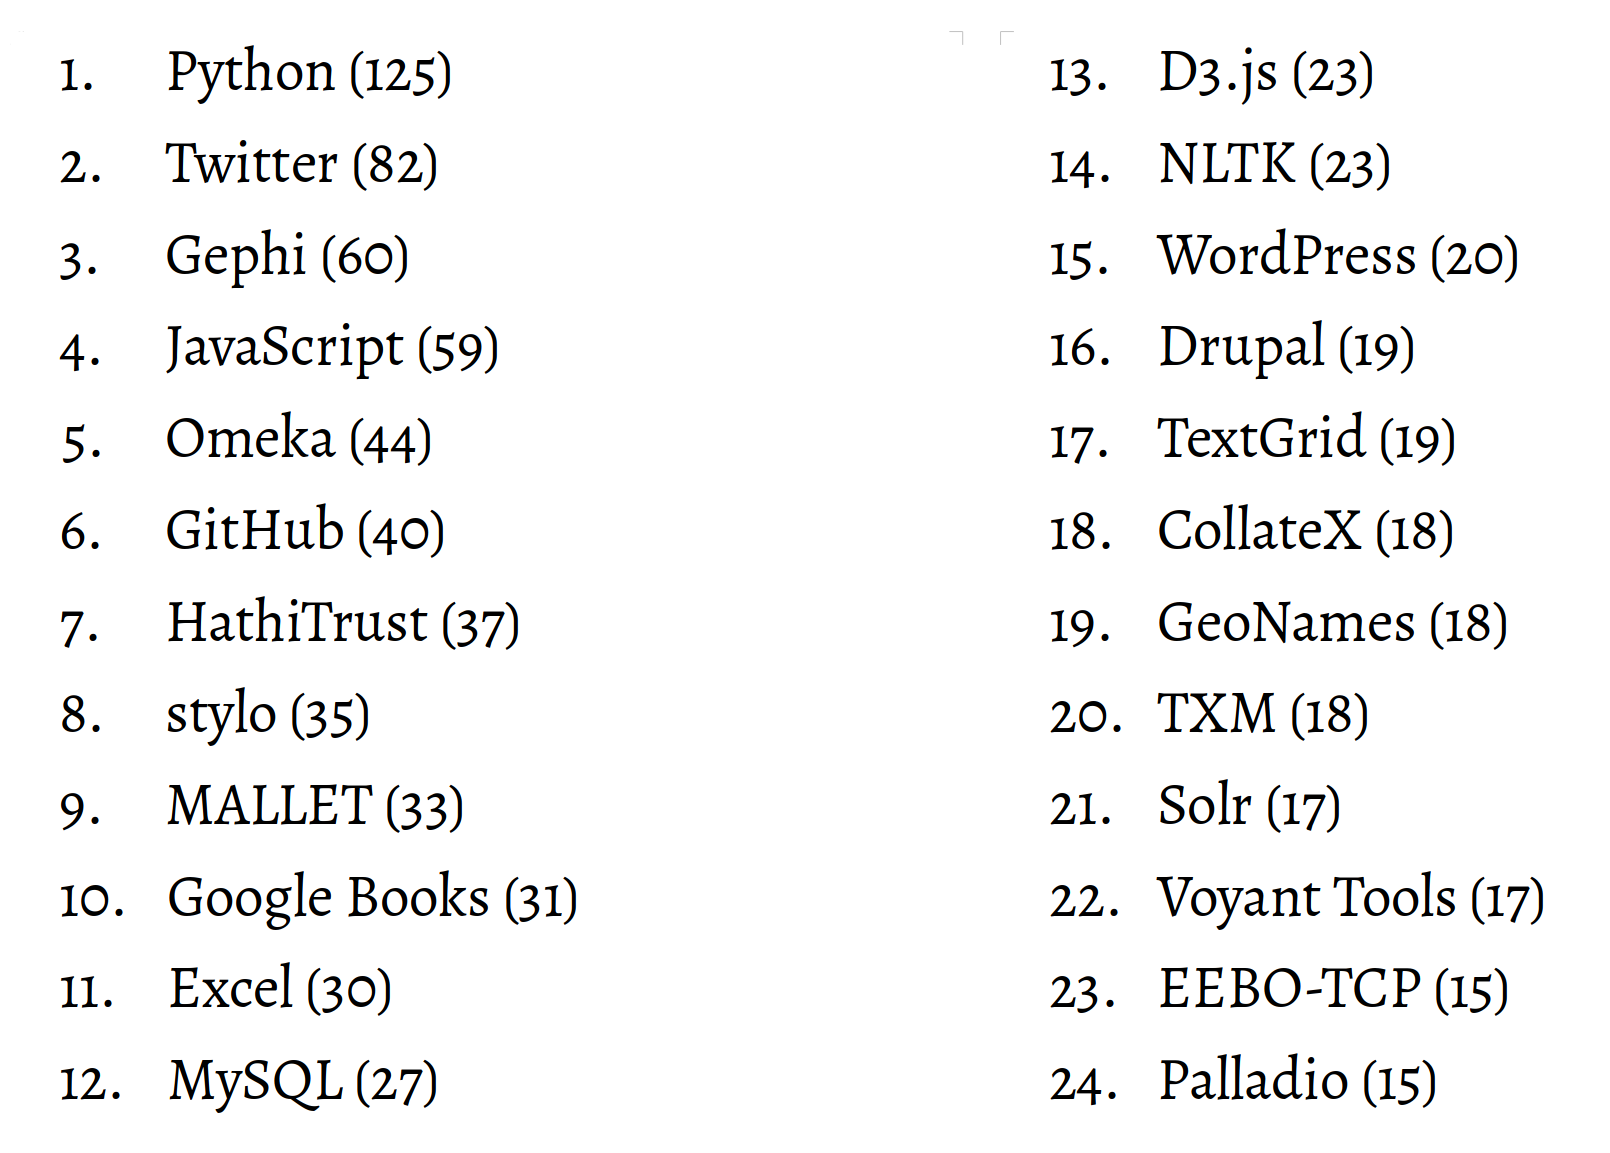 1. Python (125)
2. Twitter (82)
3. Gephi (60)
4. JavaScript (59)
5. Omeka (44)
6. GitHub (40)
7. HathiTrust (37)
8. stylo (35)
9. MALLET (33)
10. Google Books (31)
11. Excel (30)
12. MySQL (27)
13. D3.js (23)
14. NLTK (23)
15. WordPress (20)
16. Drupal (19)
17. TextGrid (19)
18. CollateX (18)
19. GeoNames (18)
20. TXM (18)
21. Solr (17)
22. Voyant Tools (17)
23. EEBO-TCP (15)
24. Palladio (15)